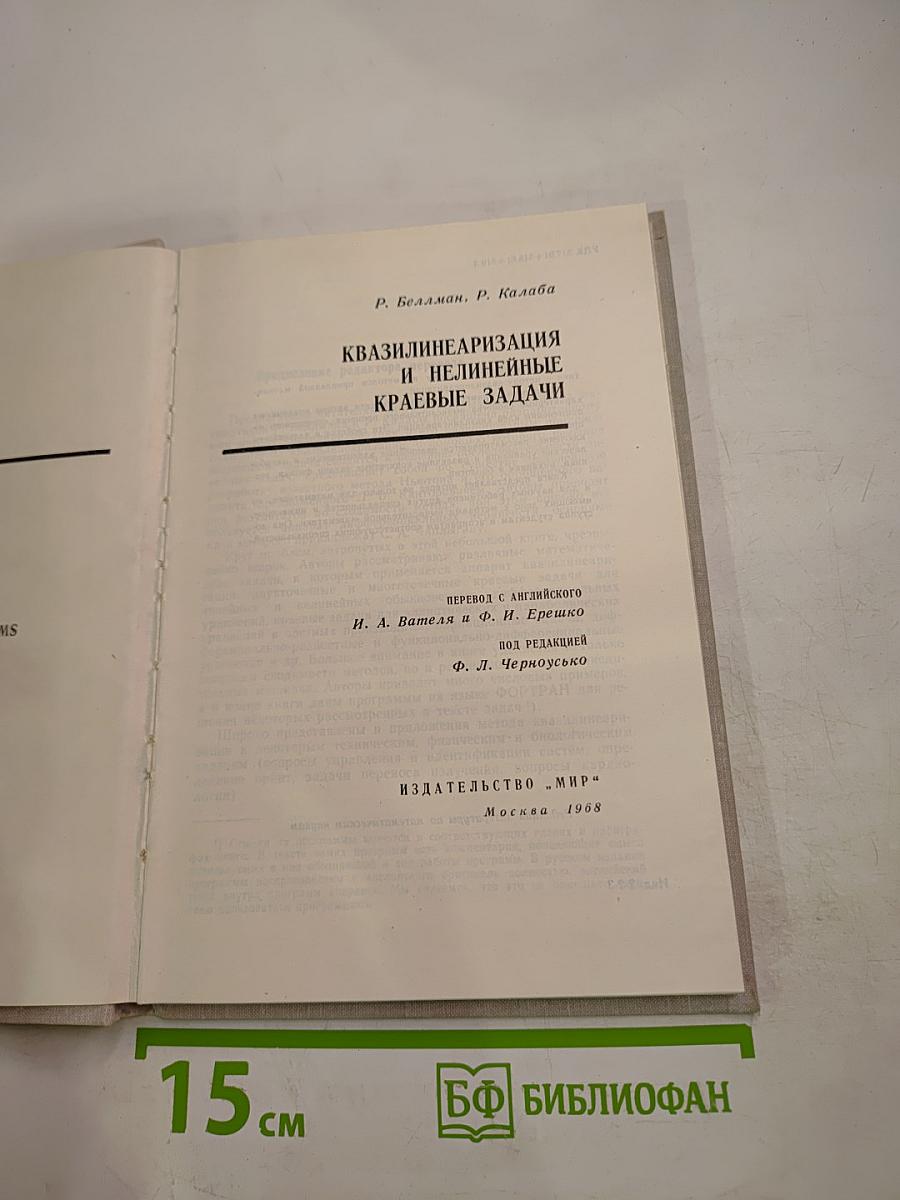 MS
Р. Беллман, Р. Калаба
КВАЗИЛИНЕАРИЗАЦИЯ
И НЕЛИНЕЙНЫЕ
КРАЕВЫЕ ЗАДАЧИ
ПЕРЕВОД С АНГЛИЙСКОГО
И. А. Вателя и Ф. И. Ерешко
ПОД РЕДАКЦИЕЙ
Ф. Л. Черноусько
ИЗДАТЕЛЬСТВО „МИР“
Москва 1968
15 см
БФ БИБЛИОФАН